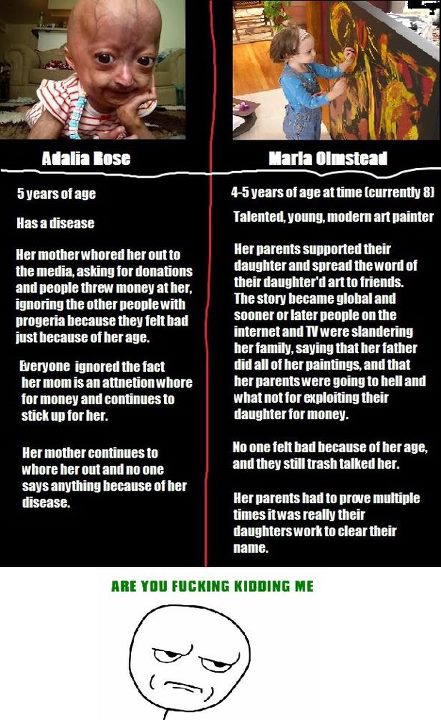 Adalia Rose
5 years of age
Has a disease
Her mother whored her out to
the media, asking for donations
and people threw money at her,
ignoring the other people with
progeria because they felt bad
just because of her age.
Everyone ignored the fact
her mom is an attnetion whore
for money and continues to
stick up for her.
Her mother continues to
whore her out and no one
says anything because of her
disease.
Marla Olmstead
4-5 years of age at time (currently 8)
Talented, young, modern art painter
Her parents supported their
daughter and spread the word of
their daughter'd art to friends.
The story became global and
sooner or later people on the
internet and TV were slandering
her family, saying that her father
did all of her paintings, and that
her parents were going to hell and
what not for exploiting their
daughter for money.
No one felt bad because of her age,
and they still trash talked her.
Her parents had to prove multiple
times it was really their
daughters work to clear their
name.
ARE YOU FUCKING KIDDING ME